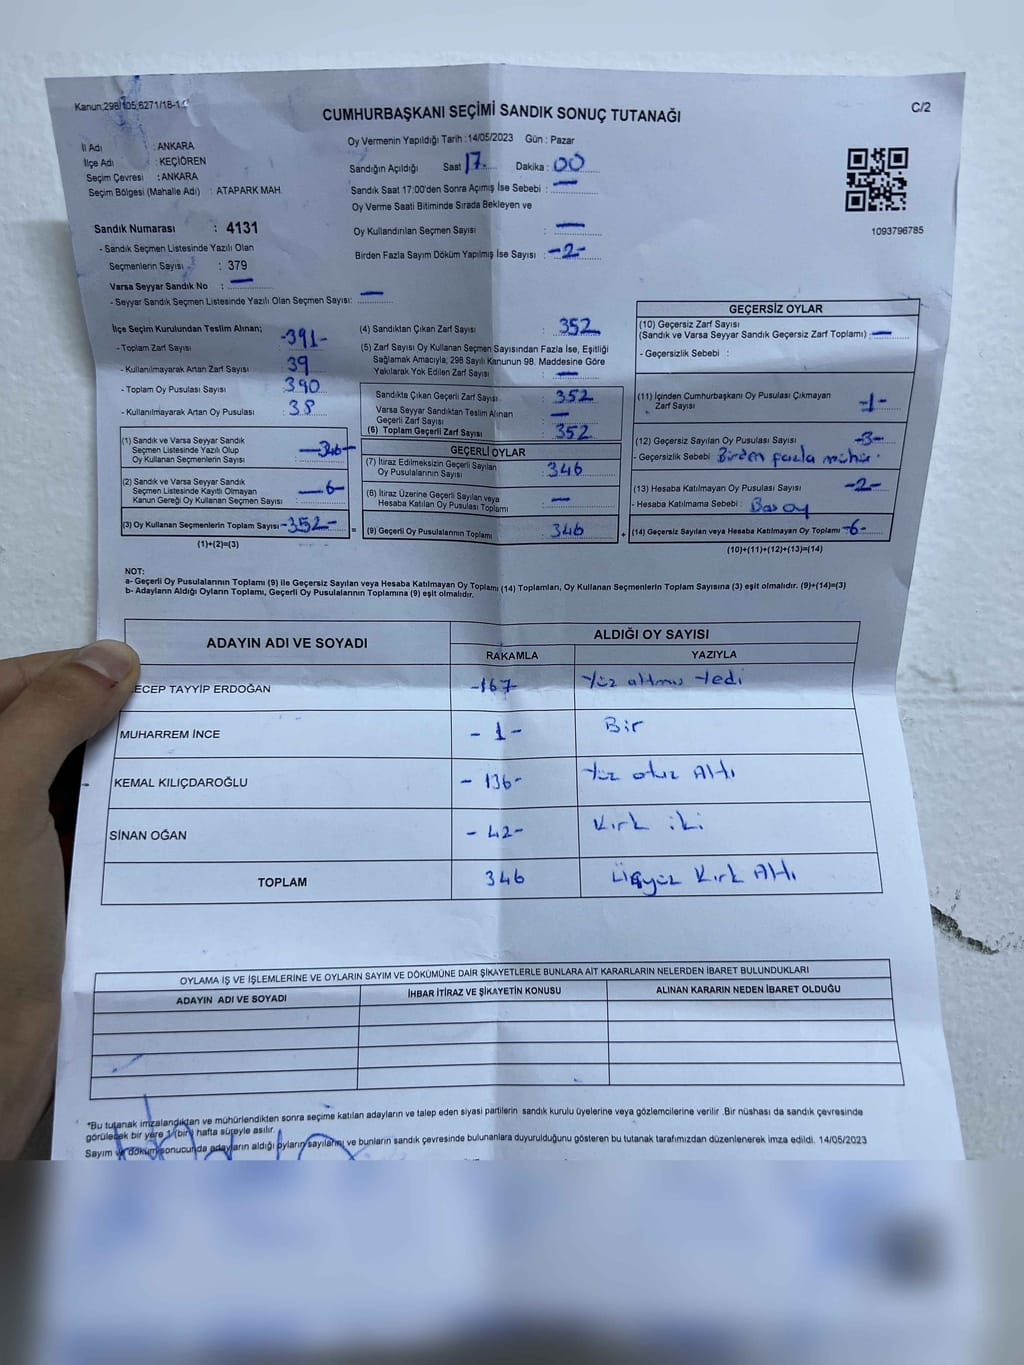 Kanun;298/105;6271/18-1.
C/2
CUMHURBAŞKANI SEÇİMİ SANDIK SONUÇ TUTANAĞI
İl Adı : ANKARA
İlçe Adı : KEÇİÖREN
Seçim Çevresi : ANKARA
Seçim Bölgesi (Mahalle Adı) : ATAPARK MAH.
Oy Vermenin Yapıldığı Tarih : 14/05/2023 Gün : Pazar
Sandığın Açıldığı Saat 17 Dakika : 00
Sandık Saat 17:00'den Sonra Açımış İse Sebebi : —
Oy Verme Saati Bitiminde Sırada Bekleyen ve
Oy Kullandırılan Seçmen Sayısı : —
Birden Fazla Sayım Döküm Yapılmış İse Sayısı : -2-
1093796785
Sandık Numarası : 4131
- Sandık Seçmen Listesinde Yazılı Olan
Seçmenlerin Sayısı : 379
Varsa Seyyar Sandık No : —
- Seyyar Sandık Seçmen Listesinde Yazılı Olan Seçmen Sayısı: —
İlçe Seçim Kurulundan Teslim Alınan;
- Toplam Zarf Sayısı : -391-
- Kullanılmayarak Artan Zarf Sayısı : 39
- Toplam Oy Pusulası Sayısı : 390
- Kullanılmayarak Artan Oy Pusulası : 38
(1) Sandık ve Varsa Seyyar Sandık
Seçmen Listesinde Yazılı Olup
Oy Kullanan Seçmenlerin Sayısı : —346—
(2) Sandık ve Varsa Seyyar Sandık
Seçmen Listesinde Kayıtlı Olmayan
Kanun Gereği Oy Kullanan Seçmen Sayısı : —6-
(3) Oy Kullanan Seçmenlerin Toplam Sayısı -352- =
(1)+(2)=(3)
(4) Sandıktan Çıkan Zarf Sayısı : 352
(5) Zarf Sayısı Oy Kullanan Seçmen Sayısından Fazla İse, Eşitliği
Sağlamak Amacıyla, 298 Sayılı Kanunun 98. Maddesine Göre
Yakılarak Yok Edilen Zarf Sayısı : —
Sandıkta Çıkan Geçerli Zarf Sayısı : 352
Varsa Seyyar Sandıktan Teslim Alınan
Geçerli Zarf Sayısı : —
(6) Toplam Geçerli Zarf Sayısı : 352
GEÇERLİ OYLAR
(7) İtiraz Edilmeksizin Geçerli Sayılan
Oy Pusulalarının Sayısı : 346
(8) İtiraz Üzerine Geçerli Sayılan veya
Hesaba Katılan Oy Pusulası Toplamı : —
(9) Geçerli Oy Pusulalarının Toplamı : 346 +
GEÇERSİZ OYLAR
(10) Geçersiz Zarf Sayısı
(Sandık ve Varsa Seyyar Sandık Geçersiz Zarf Toplamı) : —
- Geçersizlik Sebebi :
(11) İçinden Cumhurbaşkanı Oy Pusulası Çıkmayan
Zarf Sayısı : -1-
(12) Geçersiz Sayılan Oy Pusulası Sayısı : -3-
- Geçersizlik Sebebi : Birden fazla mühür.
(13) Hesaba Katılmayan Oy Pusulası Sayısı : -2-
- Hesaba Katılmama Sebebi : Boş oy
(14) Geçersiz Sayılan veya Hesaba Katılmayan Oy Toplamı : -6-
(10)+(11)+(12)+(13)=(14)
NOT:
a- Geçerli Oy Pusulalarının Toplamı (9) ile Geçersiz Sayılan veya Hesaba Katılmayan Oy Toplamı (14) Toplamları, Oy Kullanan Seçmenlerin Toplam Sayısına (3) eşit olmalıdır. (9)+(14)=(3)
b- Adayların Aldığı Oyların Toplamı, Geçerli Oy Pusulalarının Toplamına (9) eşit olmalıdır.
ADAYIN ADI VE SOYADI ALDIĞI OY SAYISI
RAKAMLA YAZIYLA
ECEP TAYYİP ERDOĞAN -167- Yüz altmış Yedi
MUHARREM İNCE - 1 - Bir
KEMAL KILIÇDAROĞLU - 136- Yüz otuz Altı
SİNAN OĞAN - 42- Kırk iki
TOPLAM 346 Üçyüz Kırk Altı
OYLAMA İŞ VE İŞLEMLERİNE VE OYLARIN SAYIM VE DÖKÜMÜNE DAİR ŞİKAYETLERLE BUNLARA AİT KARARLARIN NELERDEN İBARET BULUNDUKLARI
ADAYIN ADI VE SOYADI İHBAR İTİRAZ VE ŞİKAYETİN KONUSU ALINAN KARARIN NEDEN İBARET OLDUĞU
*Bu tutanak imzalandıktan ve mühürlendikten sonra seçime katılan adayların ve talep eden siyasi partilerin sandık kurulu üyelerine veya gözlemcilerine verilir .Bir nüshası da sandık çevresinde
görülecek bir yere 1 (bir) hafta süreyle asılır.
Sayım ve döküm sonucunda adayların aldığı oyların sayılarını ve bunların sandık çevresinde bulunanlara duyurulduğunu gösteren bu tutanak tarafımızdan düzenlenerek imza edildi. 14/05/2023